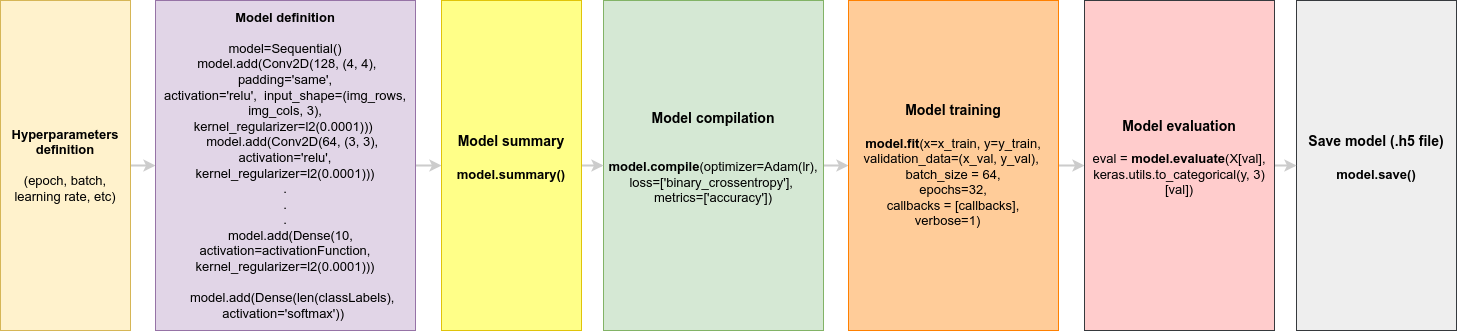 Hyperparameters
definition
(epoch, batch,
learning rate, etc)
Model definition
model=Sequential()
model.add(Conv2D(128, (4, 4),
padding='same',
activation='relu', input_shape=(img_rows,
img_cols, 3),
kernel_regularizer=l2(0.0001)))
model.add(Conv2D(64, (3, 3),
activation='relu',
kernel_regularizer=l2(0.0001)))
.
.
.
model.add(Dense(10,
activation=activationFunction,
kernel_regularizer=l2(0.0001)))
model.add(Dense(len(classLabels),
activation='softmax'))
Model summary
model.summary()
Model compilation
model.compile(optimizer=Adam(lr),
loss=['binary_crossentropy'],
metrics=['accuracy'])
Model training
model.fit(x=x_train, y=y_train,
validation_data=(x_val, y_val),
batch_size = 64,
epochs=32,
callbacks = [callbacks],
verbose=1)
Model evaluation
eval = model.evaluate(X[val],
keras.utils.to_categorical(y, 3)
[val])
Save model (.h5 file)
model.save()